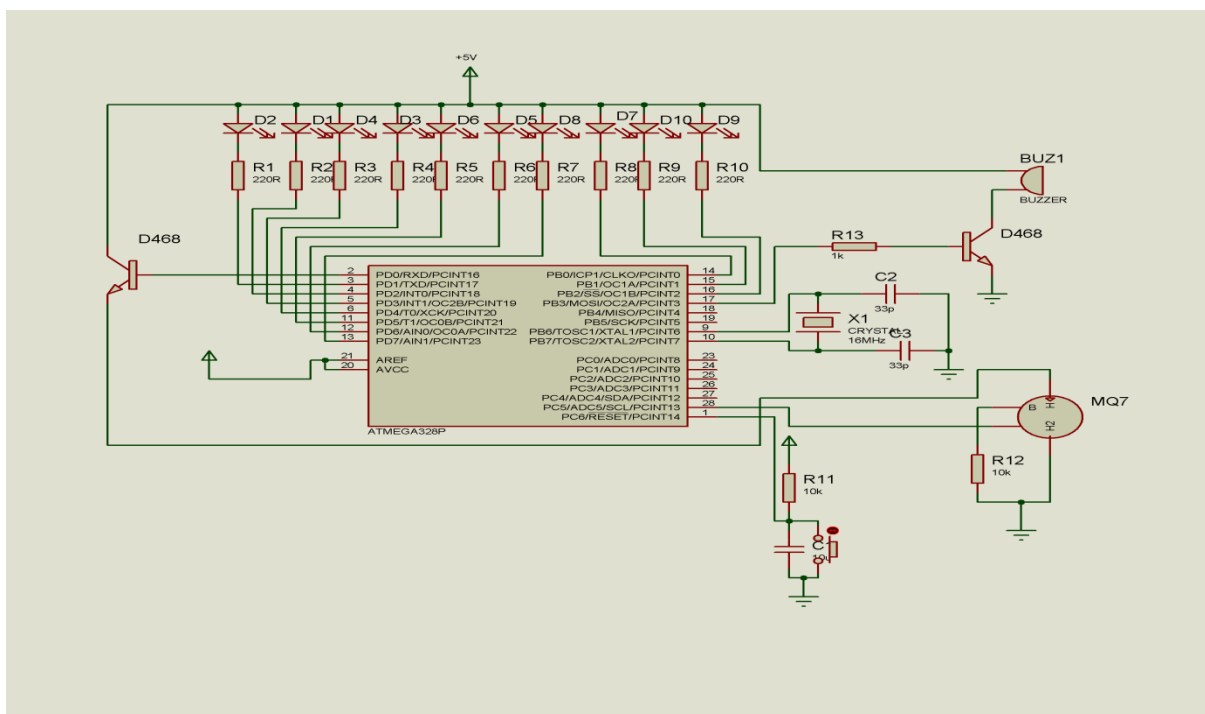 +5V
D2
D1
D4
D3
D6
D5
D8
D7
D10
D9
R1
220R
R2
220R
R3
220R
R4
220R
R5
220R
R6
220R
R7
220R
R8
220R
R9
220R
R10
220R
BUZ1
BUZZER
D468
D468
R13
1k
2
PD0/RXD/PCINT16
3
PD1/TXD/PCINT17
4
PD2/INT0/PCINT18
5
PD3/INT1/OC2B/PCINT19
6
PD4/T0/XCK/PCINT20
11
PD5/T1/OC0B/PCINT21
12
PD6/AIN0/OC0A/PCINT22
13
PD7/AIN1/PCINT23
21
AREF
20
AVCC
PB0/ICP1/CLKO/PCINT0
14
PB1/OC1A/PCINT1
15
PB2/SS/OC1B/PCINT2
16
PB3/MOSI/OC2A/PCINT3
17
PB4/MISO/PCINT4
18
PB5/SCK/PCINT5
19
PB6/TOSC1/XTAL1/PCINT6
9
PB7/TOSC2/XTAL2/PCINT7
10
PC0/ADC0/PCINT8
23
PC1/ADC1/PCINT9
24
PC2/ADC2/PCINT10
25
PC3/ADC3/PCINT11
26
PC4/ADC4/SDA/PCINT12
27
PC5/ADC5/SCL/PCINT13
28
PC6/RESET/PCINT14
1
ATMEGA328P
C2
33p
X1
CRYSTAL
16MHz
C3
33p
MQ7
B
H
H2
R12
10k
R11
10k